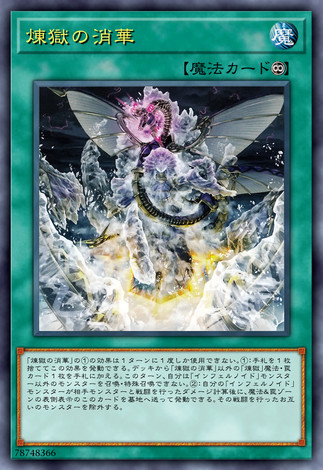 煉獄の消華
魔
【魔法カード♾】
「煉獄の消華」の①の効果は１ターンに１度しか使用できない。①：手札を１枚
捨ててこの効果を発動できる。デッキから「煉獄の消華」以外の「煉獄」魔法・罠
カード１枚を手札に加える。このターン、自分は「インフェルノイド」モンス
ター以外のモンスターを召喚・特殊召喚できない。②：自分の「インフェルノイド」
モンスターが相手モンスターと戦闘を行ったダメージ計算後に、魔法＆罠ゾー
ンの表側表示のこのカードを墓地へ送って発動できる。その戦闘を行ったお互
いのモンスターを除外する。
78748366